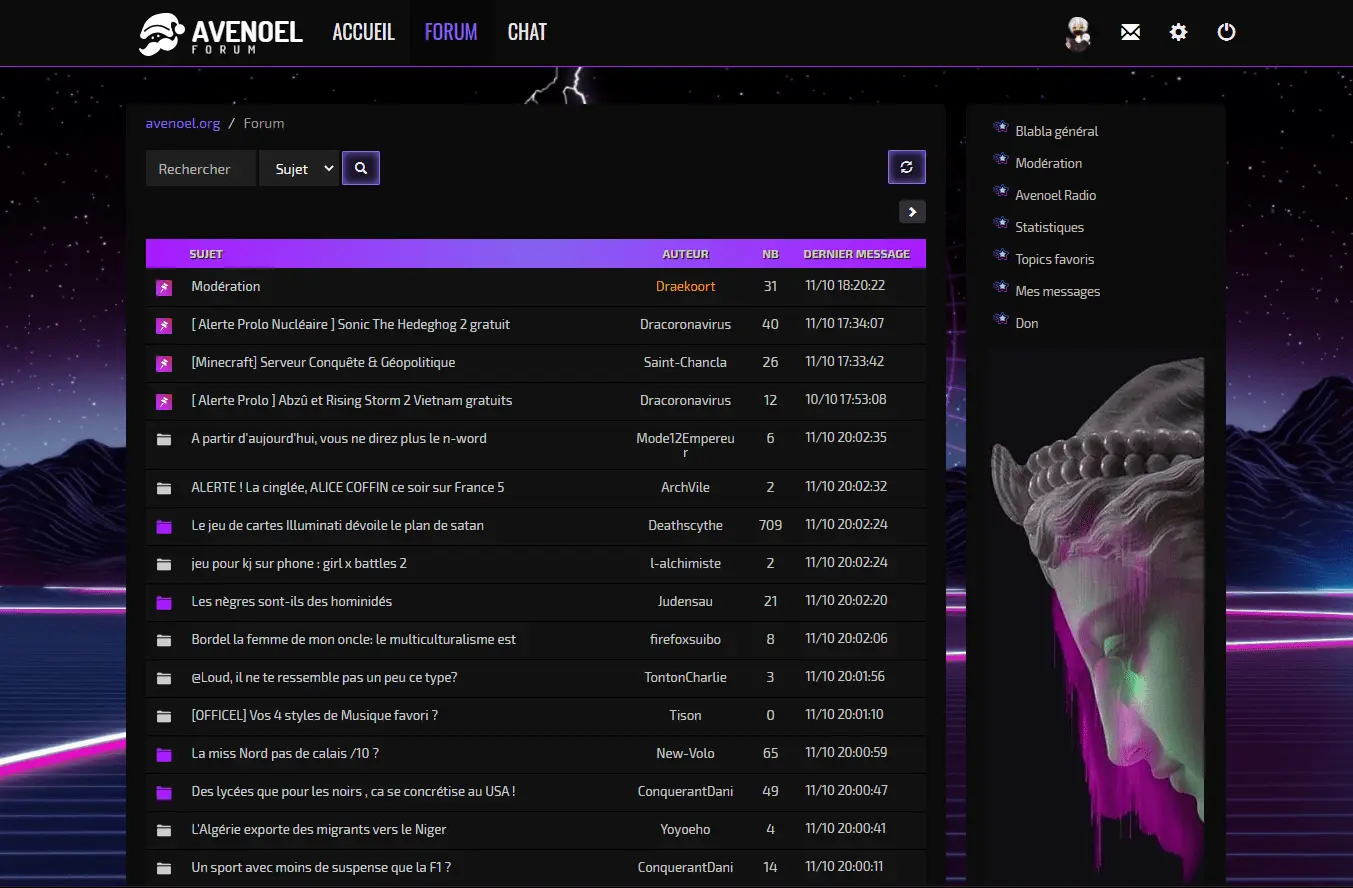 AVENOEL
FORUM
ACCUEIL FORUM CHAT
avenoel.org / Forum
Rechercher Sujet
SUJET AUTEUR NB DERNIER MESSAGE
Modération Draekoort 31 11/10 18:20:22
[ Alerte Prolo Nucléaire ] Sonic The Hedeghog 2 gratuit Dracoronavirus 40 11/10 17:34:07
[Minecraft] Serveur Conquête & Géopolitique Saint-Chancla 26 11/10 17:33:42
[ Alerte Prolo ] Abzû et Rising Storm 2 Vietnam gratuits Dracoronavirus 12 10/10 17:53:08
A partir d'aujourd'hui, vous ne direz plus le n-word Mode12Empereu 6 11/10 20:02:35
r
ALERTE ! La cinglée, ALICE COFFIN ce soir sur France 5 ArchVile 2 11/10 20:02:32
Le jeu de cartes Illuminati dévoile le plan de satan Deathscythe 709 11/10 20:02:24
jeu pour kj sur phone : girl x battles 2 l-alchimiste 2 11/10 20:02:24
Les nègres sont-ils des hominidés Judensau 21 11/10 20:02:20
Bordel la femme de mon oncle: le multiculturalisme est firefoxsuibo 8 11/10 20:02:06
@Loud, il ne te ressemble pas un peu ce type? TontonCharlie 3 11/10 20:01:56
[OFFICEL] Vos 4 styles de Musique favori ? Tison 0 11/10 20:01:10
La miss Nord pas de calais /10 ? New-Volo 65 11/10 20:00:59
Des lycées que pour les noirs , ca se concrétise au USA ! ConquerantDani 49 11/10 20:00:47
L'Algérie exporte des migrants vers le Niger Yoyoeho 4 11/10 20:00:41
Un sport avec moins de suspense que la F1 ? ConquerantDani 14 11/10 20:00:11
Blabla général
Modération
Avenoel Radio
Statistiques
Topics favoris
Mes messages
Don